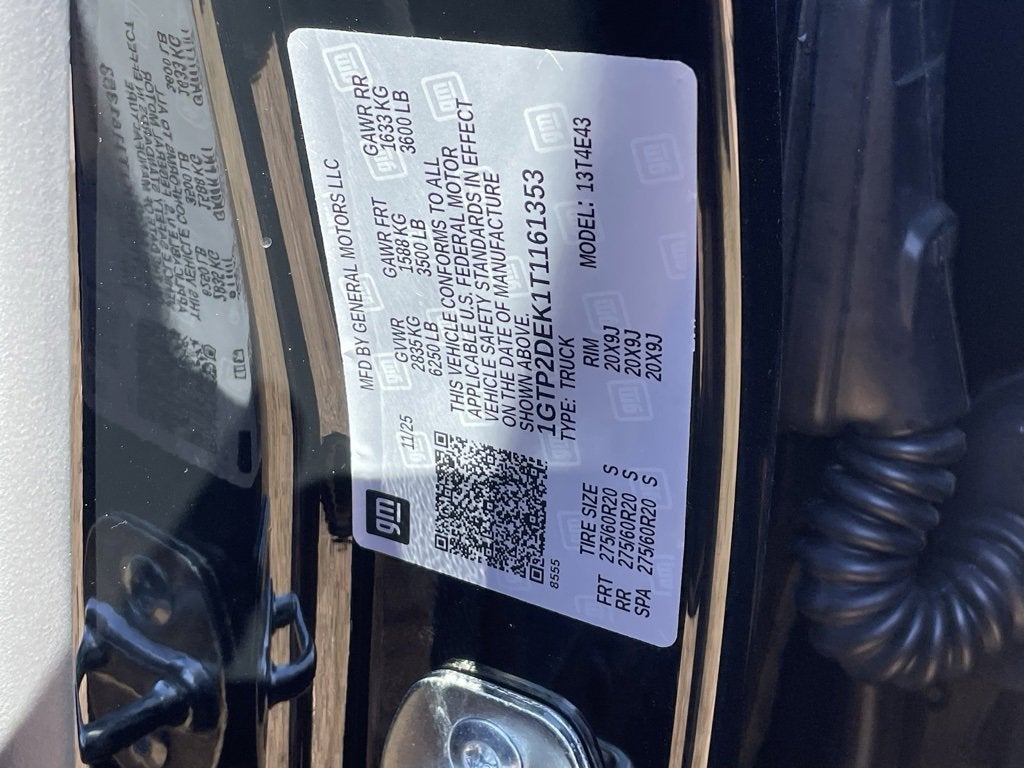 gm
11/25
MFD BY GENERAL MOTORS LLC
GVWR GAWR FRT GAWR RR
2835 KG 1588 KG 1633 KG
6250 LB 3500 LB 3600 LB
THIS VEHICLE CONFORMS TO ALL
APPLICABLE U.S. FEDERAL MOTOR
VEHICLE SAFETY STANDARDS IN EFFECT
ON THE DATE OF MANUFACTURE
SHOWN ABOVE.
1GTP2DEK1T1161353
8555
TYPE: TRUCK MODEL: 13T4E43
TIRE SIZE RIM
FRT 275/60R20 S 20X9J
RR 275/60R20 S 20X9J
SPA 275/60R20 S 20X9J